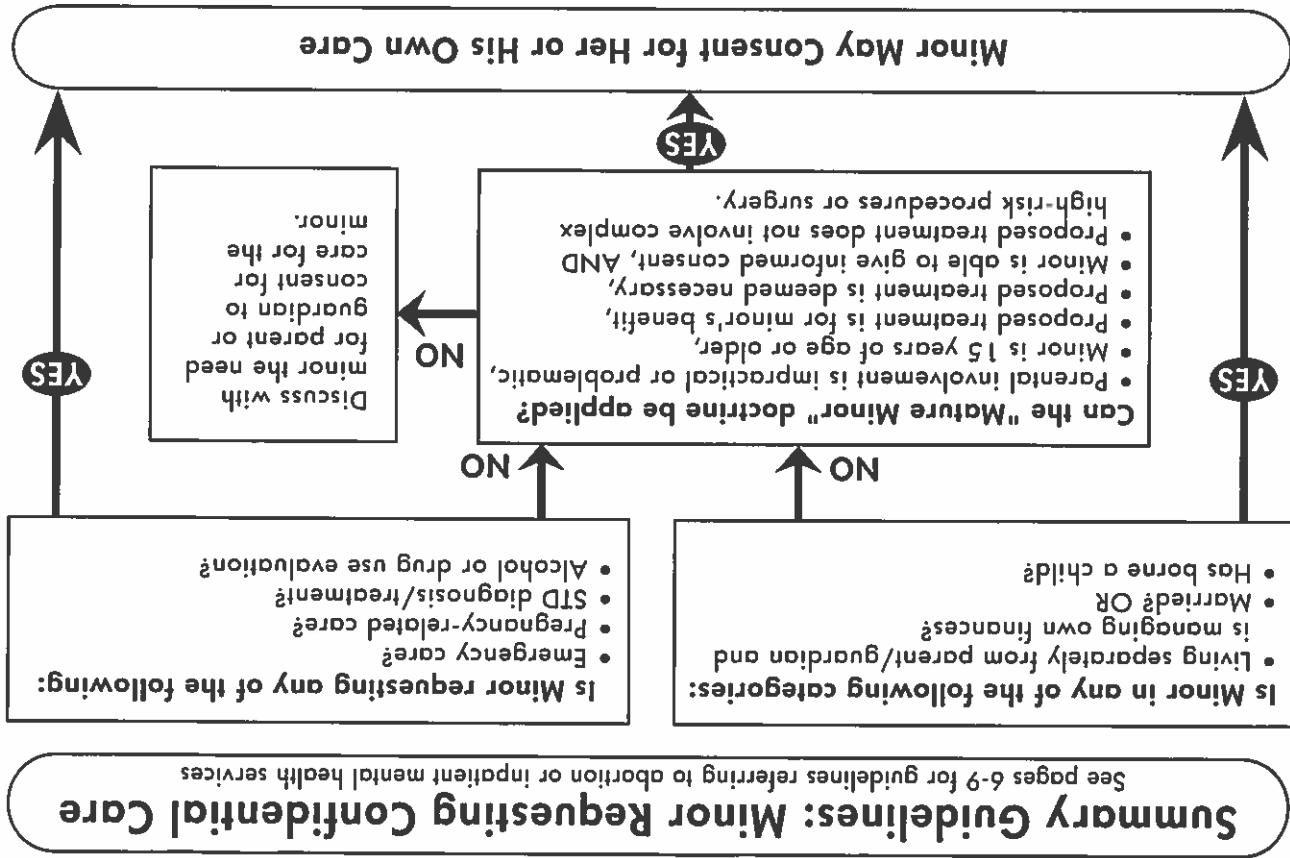 Summary Guidelines: Minor Requesting Confidential Care
See pages 6-9 for guidelines referring to abortion or inpatient mental health services
Is Minor in any of the following categories:
• Living separately from parent/guardian and
is managing own finances?
• Married? OR
• Has borne a child?
Is Minor requesting any of the following:
• Emergency care?
• Pregnancy-related care?
• STD diagnosis/treatment?
• Alcohol or drug use evaluation?
NO
NO
YES
Can the "Mature Minor" doctrine be applied?
• Parental involvement is impractical or problematic,
• Minor is 15 years of age or older,
• Proposed treatment is for minor's benefit,
• Proposed treatment is deemed necessary,
• Minor is able to give informed consent, AND
• Proposed treatment does not involve complex
high-risk procedures or surgery.
NO
Discuss with
minor the need
for parent or
guardian to
consent for
care for the
minor.
YES
YES
Minor May Consent for Her or His Own Care